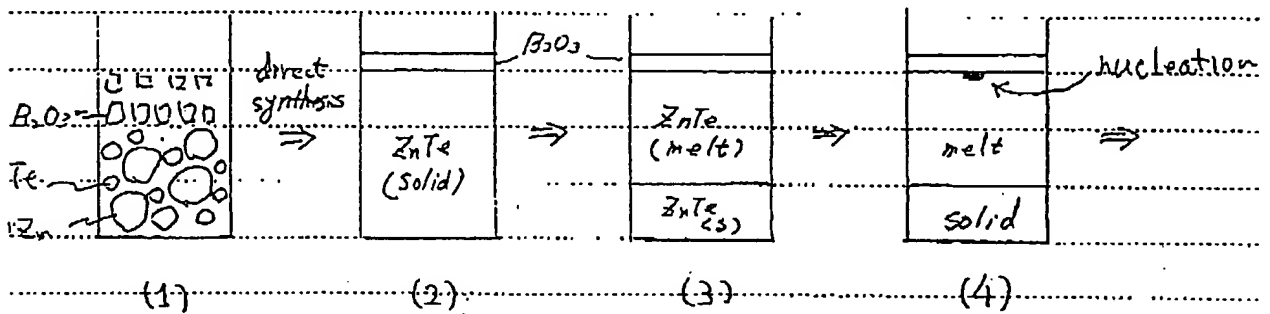 B2O3
Te
Zn
(1)
direct
synthesis
⇒
ZnTe
(solid)
(2)
B2O3
⇒
ZnTe
(melt)
ZnTe
(s)
(3)
⇒
nucleation
melt
solid
(4)
⇒